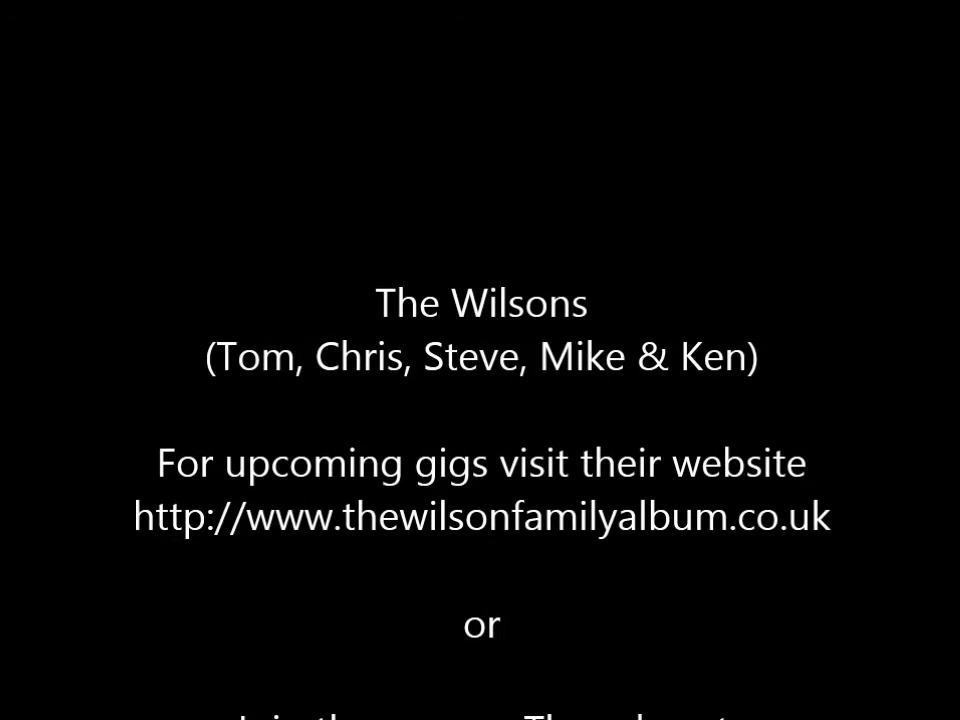 The Wilsons
(Tom, Chris, Steve, Mike & Ken)
For upcoming gigs visit their website
http://www.thewilsonfamilyalbum.co.uk
or